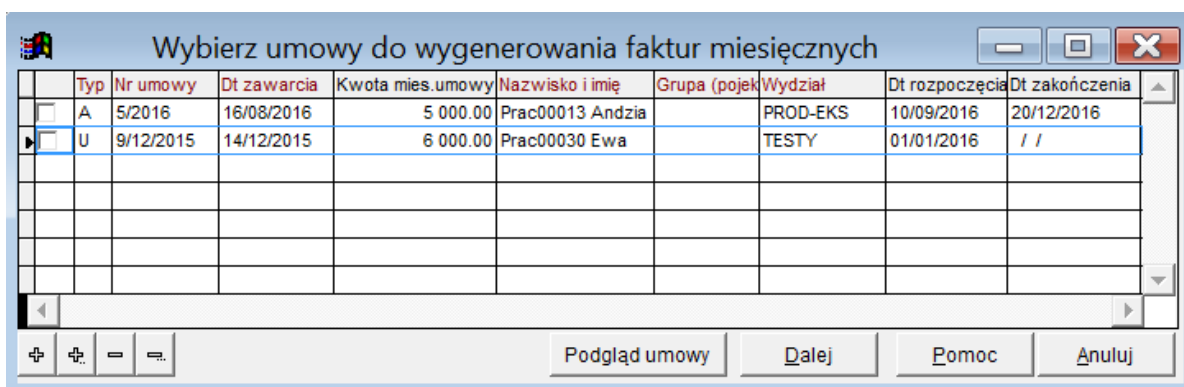 Wybierz umowy do wygenerowania faktur miesięcznych
Typ Nr umowy Dt zawarcia Kwota mies.umowy Nazwisko i imię Grupa (pojek Wydział Dt rozpoczęcia Dt zakończenia
A 5/2016 16/08/2016 5 000.00 Prac00013 Andzia PROD-EKS 10/09/2016 20/12/2016
U 9/12/2015 14/12/2015 6 000.00 Prac00030 Ewa TESTY 01/01/2016 / /
Podgląd umowy Dalej Pomoc Anuluj